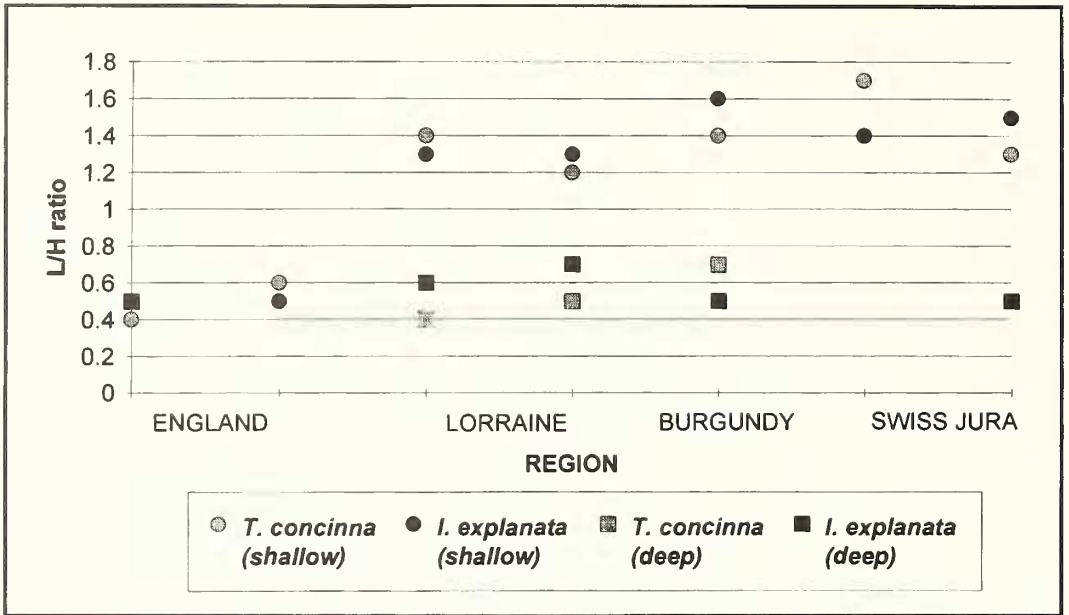 1.8
1.6
1.4
1.2
1
0.8
0.6
0.4
0.2
0
L/H ratio
ENGLAND LORRAINE BURGUNDY SWISS JURA
REGION
T. concinna I. explanata T. concinna I. explanata
(shallow) (shallow) (deep) (deep)